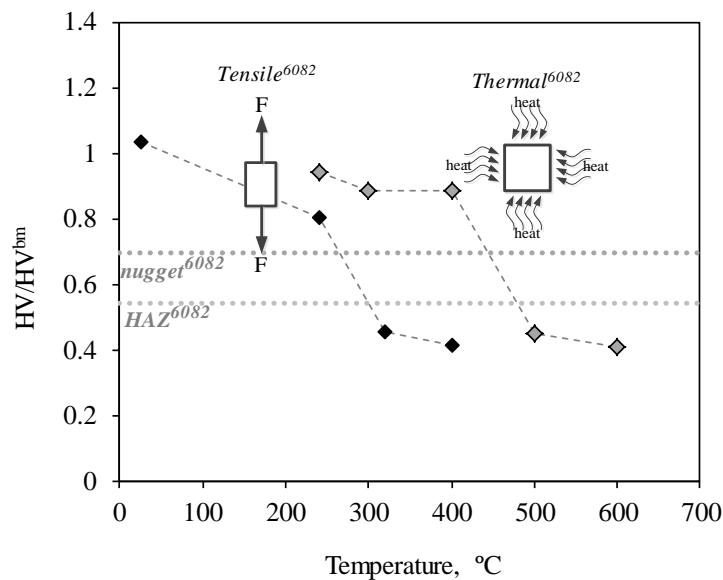 1.4
1.2
1
0.8
0.6
0.4
0.2
0
HV/HV^bm
Tensile^6082
F
F
Thermal^6082
heat
heat
heat
heat
nugget^6082
HAZ^6082
0 100 200 300 400 500 600 700
Temperature, ºC